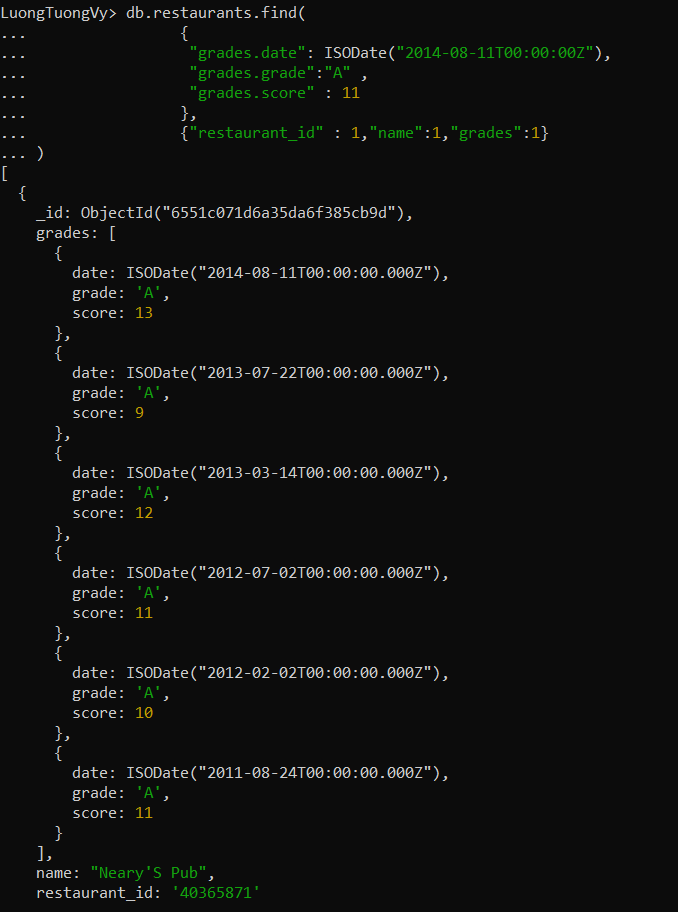 LuongTuongVy> db.restaurants.find(
...                 {
...                  "grades.date": ISODate("2014-08-11T00:00:00Z"),
...                  "grades.grade":"A" ,
...                  "grades.score" : 11
...                 },
...                 {"restaurant_id" : 1,"name":1,"grades":1}
... )
[
  {
    _id: ObjectId("6551c071d6a35da6f385cb9d"),
    grades: [
      {
        date: ISODate("2014-08-11T00:00:00.000Z"),
        grade: 'A',
        score: 13
      },
      {
        date: ISODate("2013-07-22T00:00:00.000Z"),
        grade: 'A',
        score: 9
      },
      {
        date: ISODate("2013-03-14T00:00:00.000Z"),
        grade: 'A',
        score: 12
      },
      {
        date: ISODate("2012-07-02T00:00:00.000Z"),
        grade: 'A',
        score: 11
      },
      {
        date: ISODate("2012-02-02T00:00:00.000Z"),
        grade: 'A',
        score: 10
      },
      {
        date: ISODate("2011-08-24T00:00:00.000Z"),
        grade: 'A',
        score: 11
      }
    ],
    name: "Neary'S Pub",
    restaurant_id: '40365871'